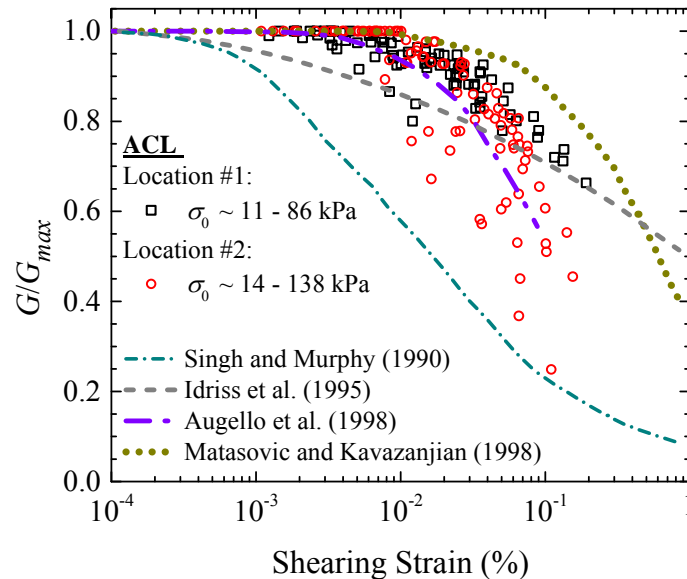 1.0
0.8
0.6
0.4
0.2
0.0
G/G_max
ACL
Location #1:
σ₀ ~ 11 - 86 kPa
Location #2:
σ₀ ~ 14 - 138 kPa
Singh and Murphy (1990)
Idriss et al. (1995)
Augello et al. (1998)
Matasovic and Kavazanjian (1998)
10⁻⁴ 10⁻³ 10⁻² 10⁻¹
Shearing Strain (%)